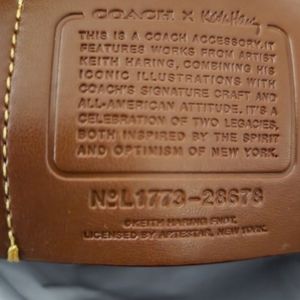 COACH X Keith Haring
THIS IS A COACH ACCESSORY. IT
FEATURES WORKS FROM ARTIST
KEITH HARING, COMBINING HIS
ICONIC ILLUSTRATIONS WITH
COACH'S SIGNATURE CRAFT AND
ALL-AMERICAN ATTITUDE. IT'S A
CELEBRATION OF TWO LEGACIES,
BOTH INSPIRED BY THE SPIRIT
AND OPTIMISM OF NEW YORK.
NºL1773-28678
©KEITH HARING FNDT.
LICENSED BY ARTESTAR, NEW YORK.